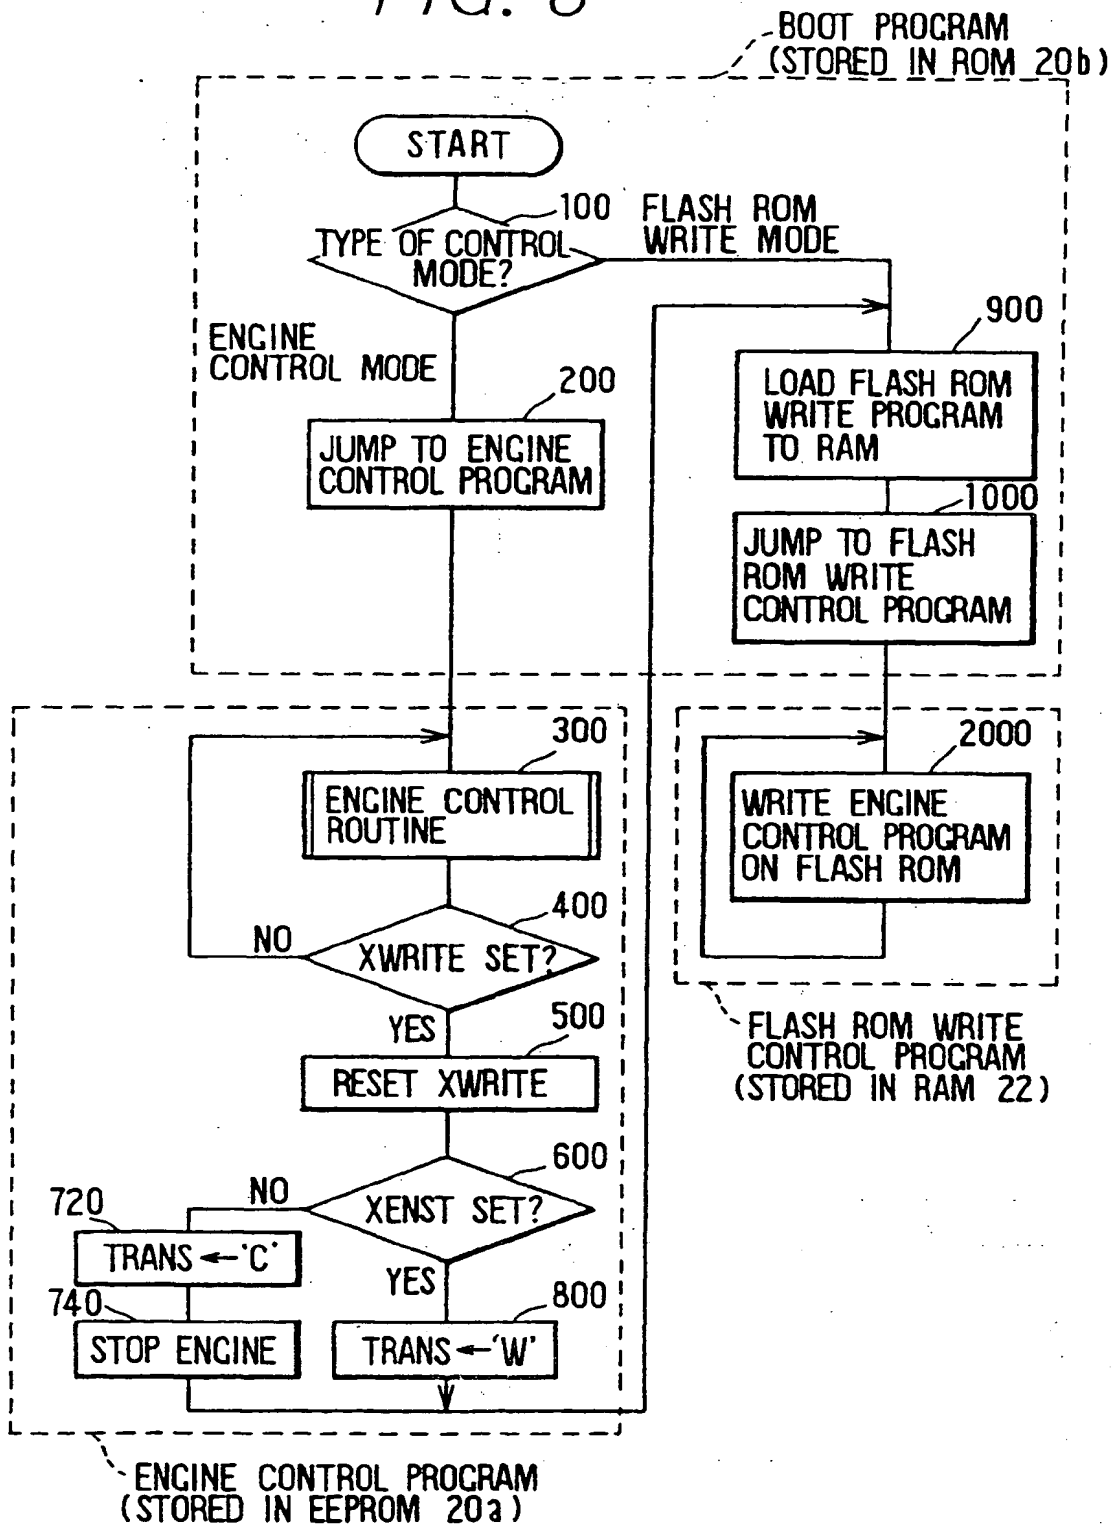 FIG. 8
BOOT PROGRAM
(STORED IN ROM 20b)
START
100
TYPE OF CONTROL
MODE?
FLASH ROM
WRITE MODE
ENGINE
CONTROL MODE
200
JUMP TO ENGINE
CONTROL PROGRAM
900
LOAD FLASH ROM
WRITE PROGRAM
TO RAM
1000
JUMP TO FLASH
ROM WRITE
CONTROL PROGRAM
300
ENGINE CONTROL
ROUTINE
400
NO
XWRITE SET?
YES
500
RESET XWRITE
600
NO
XENST SET?
YES
720
TRANS←'C'
740
STOP ENGINE
800
TRANS←'W'
2000
WRITE ENGINE
CONTROL PROGRAM
ON FLASH ROM
FLASH ROM WRITE
CONTROL PROGRAM
(STORED IN RAM 22)
ENGINE CONTROL PROGRAM
(STORED IN EEPROM 20a)